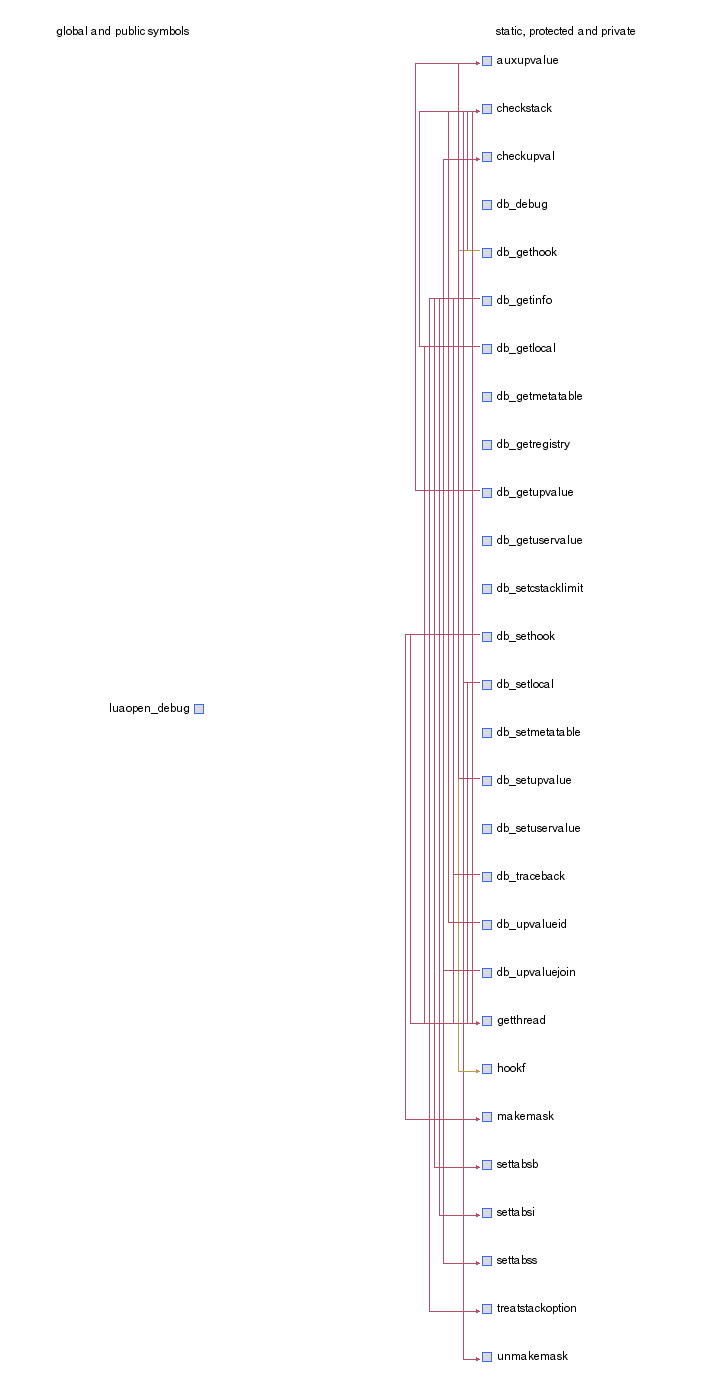 global and public symbols
static, protected and private
auxupvalue
checkstack
checkupval
db_debug
db_gethook
db_getinfo
db_getlocal
db_getmetatable
db_getregistry
db_getupvalue
db_getuservalue
db_setcstacklimit
db_sethook
db_setlocal
luaopen_debug
db_setmetatable
db_setupvalue
db_setuservalue
db_traceback
db_upvalueid
db_upvaluejoin
getthread
hookf
makemask
settabsb
settabsi
settabss
treatstackoption
unmakemask